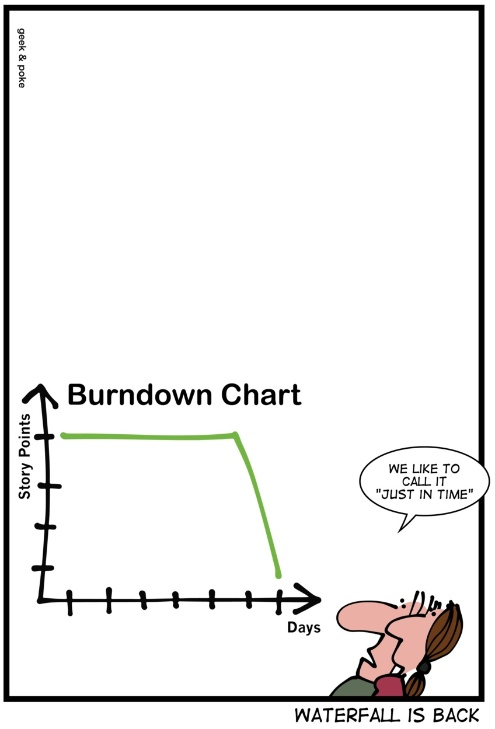 geek & poke
Burndown Chart
Story Points
WE LIKE TO
CALL IT
"JUST IN TIME"
Days
WATERFALL IS BACK